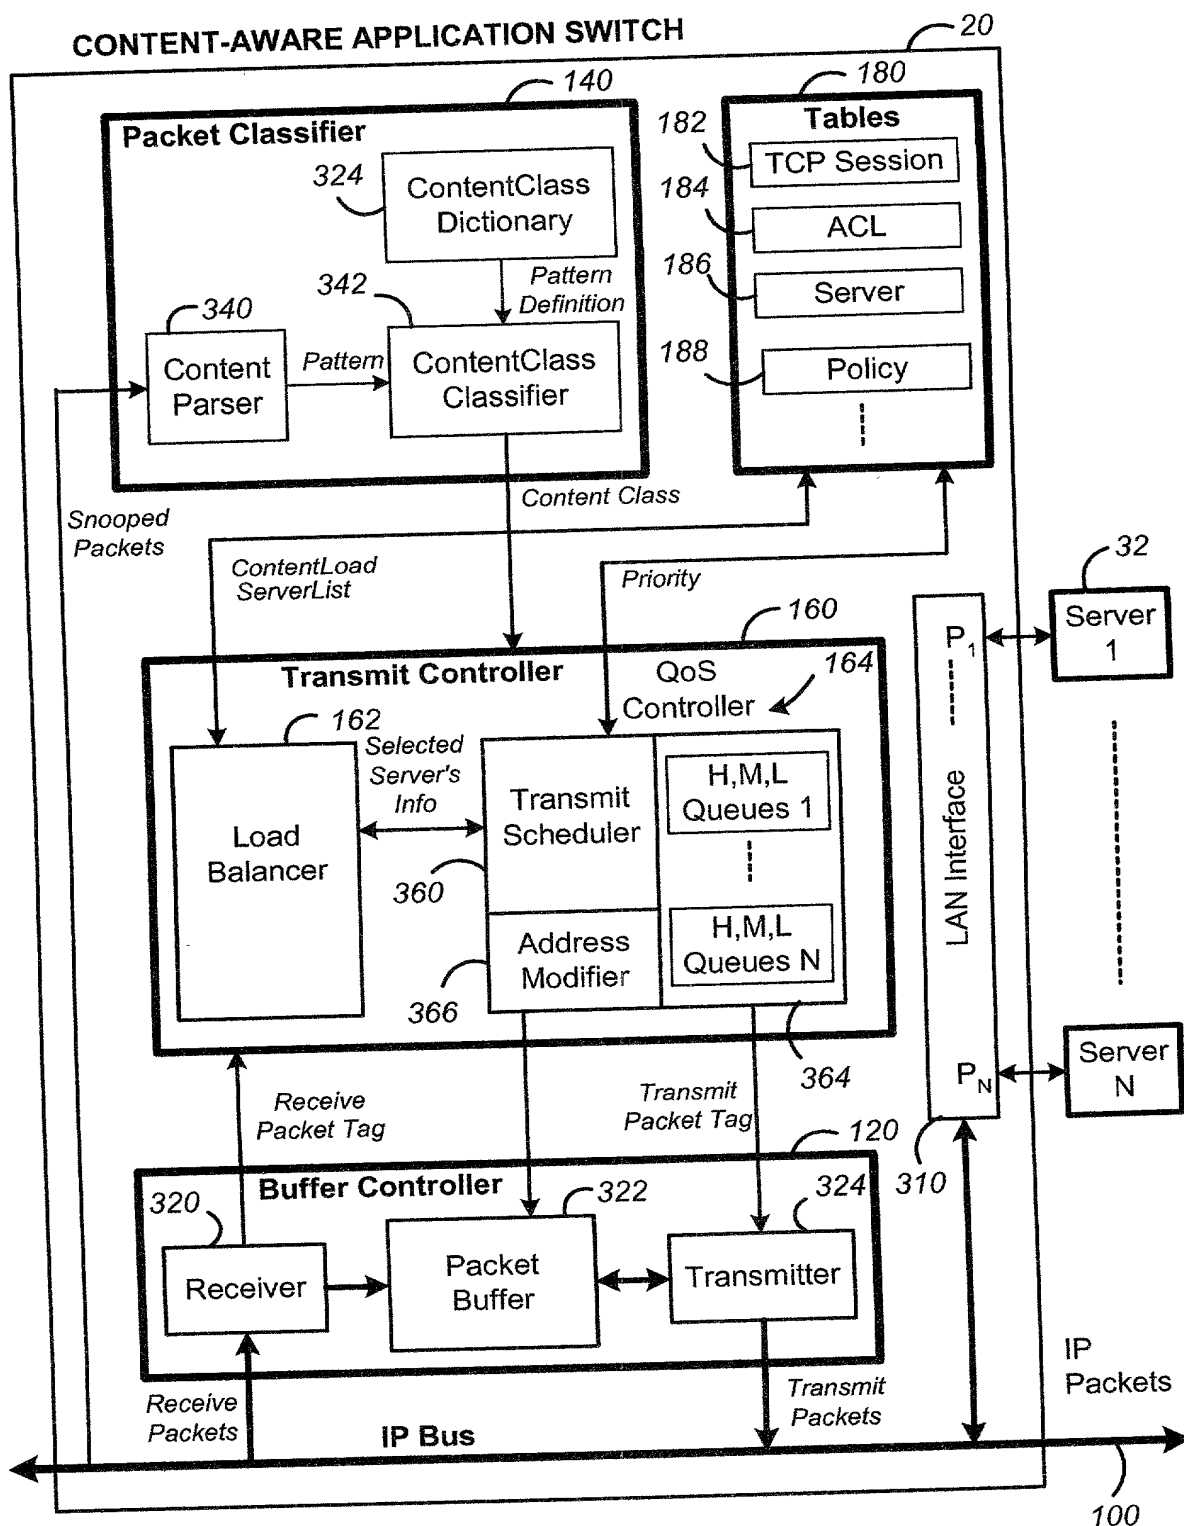 CONTENT-AWARE APPLICATION SWITCH
20
140
180
Packet Classifier
Tables
182
TCP Session
324
ContentClass
Dictionary
184
ACL
186
Server
Pattern
Definition
342
340
188
Policy
Content
Parser
Pattern
ContentClass
Classifier
Snooped
Packets
Content Class
ContentLoad
ServerList
Priority
32
Server
1
160
Transmit Controller
QoS
Controller
164
P1
162
Selected
Server's
Info
Load
Balancer
Transmit
Scheduler
H,M,L
Queues 1
LAN Interface
360
Address
Modifier
H,M,L
Queues N
366
364
PN
Server
N
Receive
Packet Tag
Transmit
Packet Tag
120
310
Buffer Controller
320
322
324
Receiver
Packet
Buffer
Transmitter
IP
Packets
Receive
Packets
Transmit
Packets
IP Bus
100